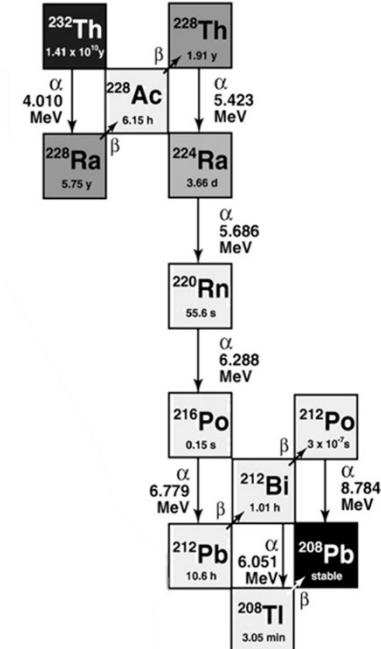 ²³²Th
1.41 x 10¹⁰y
β
²²⁸Th
1.91 y
α
4.010
MeV
²²⁸Ac
6.15 h
α
5.423
MeV
²²⁸Ra
5.75 y
β
²²⁴Ra
3.66 d
α
5.686
MeV
²²⁰Rn
55.6 s
α
6.288
MeV
²¹⁶Po
0.15 s
β
²¹²Po
3 x 10⁻⁷s
α
6.779
MeV
²¹²Bi
1.01 h
α
8.784
MeV
β
²¹²Pb
10.6 h
α
6.051
MeV
²⁰⁸Pb
stable
β
²⁰⁸Tl
3.05 min